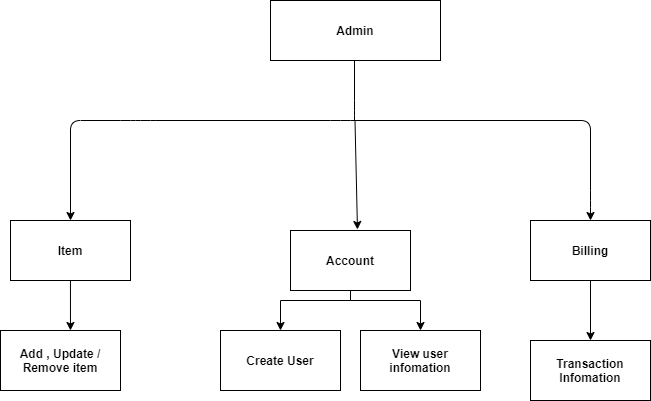 Admin
Item
Account
Billing
Add , Update /
Remove item
Create User
View user
infomation
Transaction
Infomation